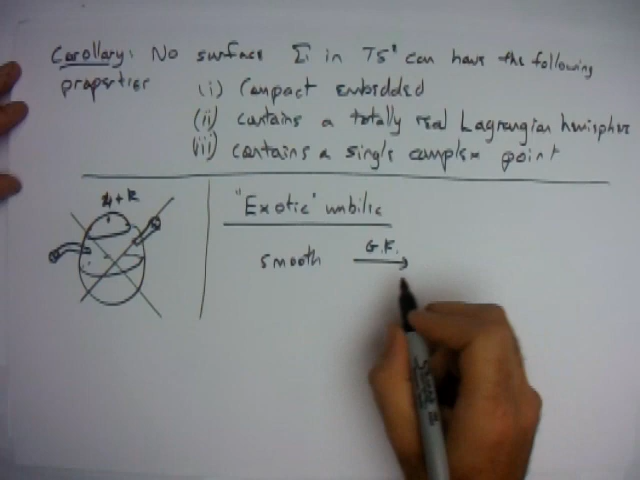 Corollary: No surface Σ in TS² can have the following
properties (i) Compact embedded
(ii) contains a totally real Lagrangian hemisphere
(iii) contains a single complex point
"Exotic" umbilic
smooth G.K. →